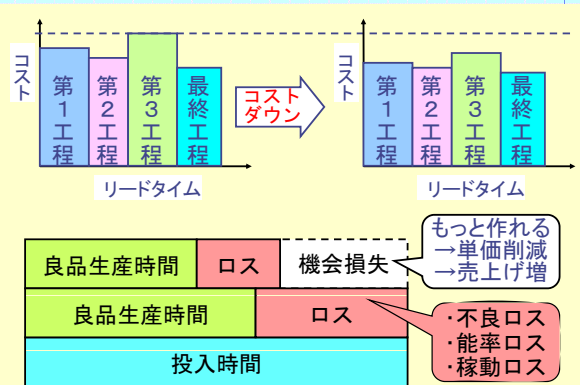 コスト
第1工程
第2工程
第3工程
最終工程
リードタイム
コスト
ダウン
コスト
第1工程
第2工程
第3工程
最終工程
リードタイム
良品生産時間
ロス
機会損失
もっと作れる
→単価削減
→売上げ増
良品生産時間
ロス
・不良ロス
・能率ロス
・稼動ロス
投入時間